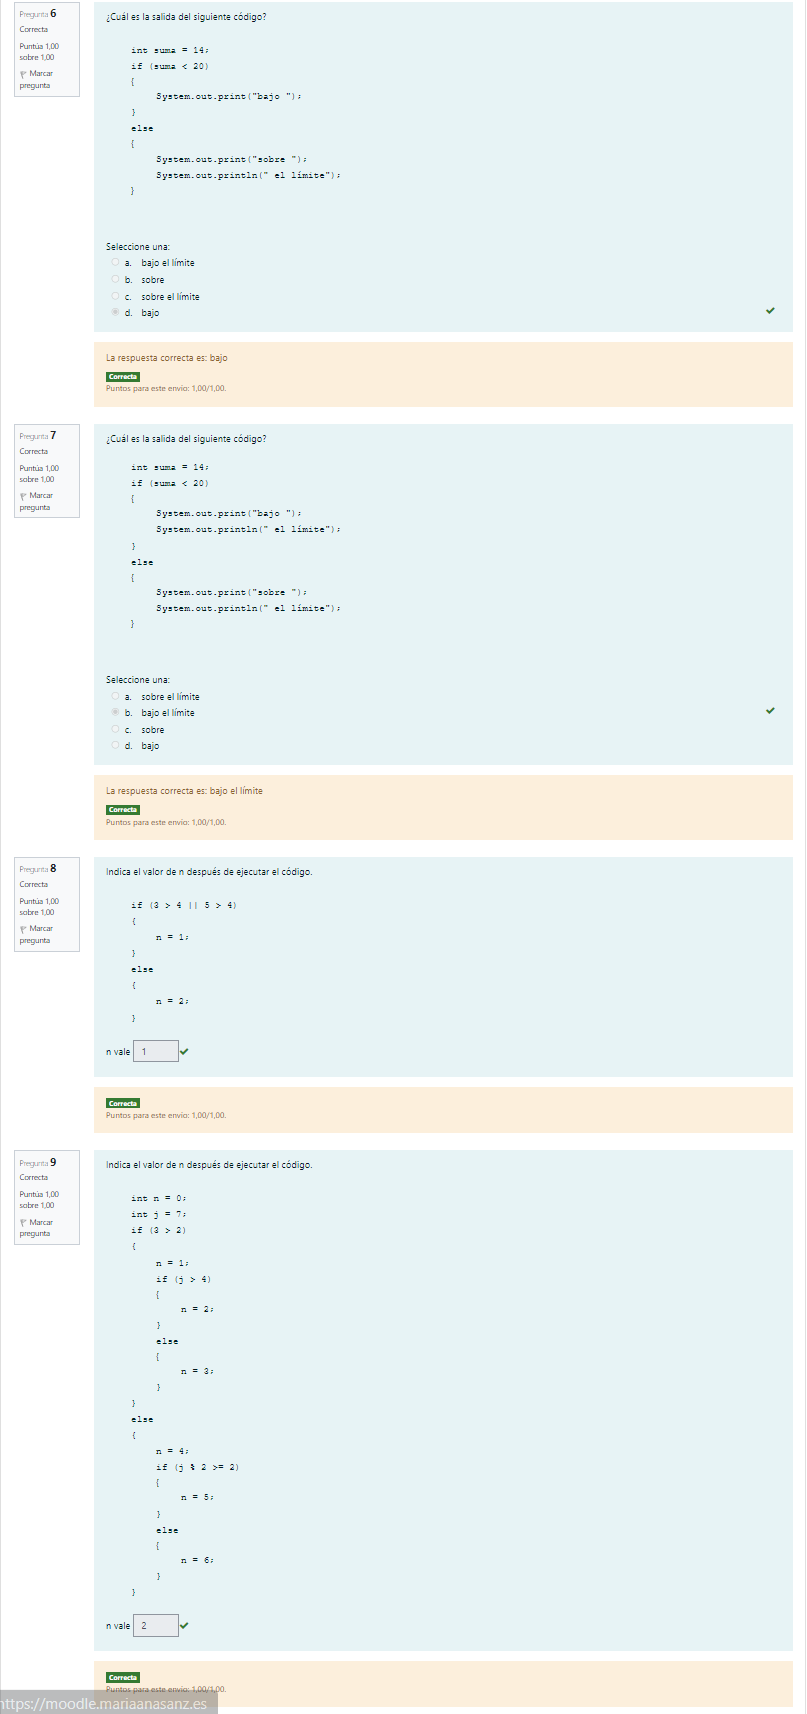 Pregunta 6
Correcta
Puntúa 1,00
sobre 1,00
Marcar
pregunta
¿Cuál es la salida del siguiente código?
int suma = 14;
if (suma < 20)
{
System.out.print("bajo ");
}
else
{
System.out.print("sobre ");
System.out.println(" el límite");
}
Seleccione una:
a. bajo el límite
b. sobre
c. sobre el límite
d. bajo
La respuesta correcta es: bajo
Correcta
Puntos para este envío: 1,00/1,00.
Pregunta 7
Correcta
Puntúa 1,00
sobre 1,00
Marcar
pregunta
¿Cuál es la salida del siguiente código?
int suma = 14;
if (suma < 20)
{
System.out.print("bajo ");
System.out.println(" el límite");
}
else
{
System.out.print("sobre ");
System.out.println(" el límite");
}
Seleccione una:
a. sobre el límite
b. bajo el límite
c. sobre
d. bajo
La respuesta correcta es: bajo el límite
Correcta
Puntos para este envío: 1,00/1,00.
Pregunta 8
Correcta
Puntúa 1,00
sobre 1,00
Marcar
pregunta
Indica el valor de n después de ejecutar el código.
if (3 > 4 || 5 > 4)
{
n = 1;
}
else
{
n = 2;
}
n vale 1
Correcta
Puntos para este envío: 1,00/1,00.
Pregunta 9
Correcta
Puntúa 1,00
sobre 1,00
Marcar
pregunta
Indica el valor de n después de ejecutar el código.
int n = 0;
int j = 7;
if (3 > 2)
{
n = 1;
if (j > 4)
{
n = 2;
}
else
{
n = 3;
}
}
else
{
n = 4;
if (j % 2 >= 2)
{
n = 5;
}
else
{
n = 6;
}
}
n vale 2
Correcta
Puntos para este envío: 1,00/1,00.
https://moodle.mariaanasanz.es